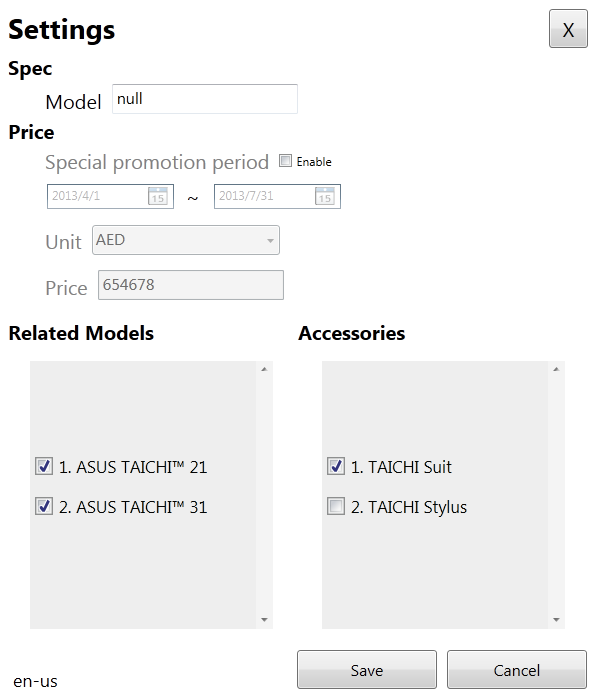 Settings
X
Spec
Model null
Price
Special promotion period Enable
2013/4/1 15 ~ 2013/7/31 15
Unit AED
Price 654678
Related Models Accessories
1. ASUS TAICHI™ 21 1. TAICHI Suit
2. ASUS TAICHI™ 31 2. TAICHI Stylus
en-us Save Cancel